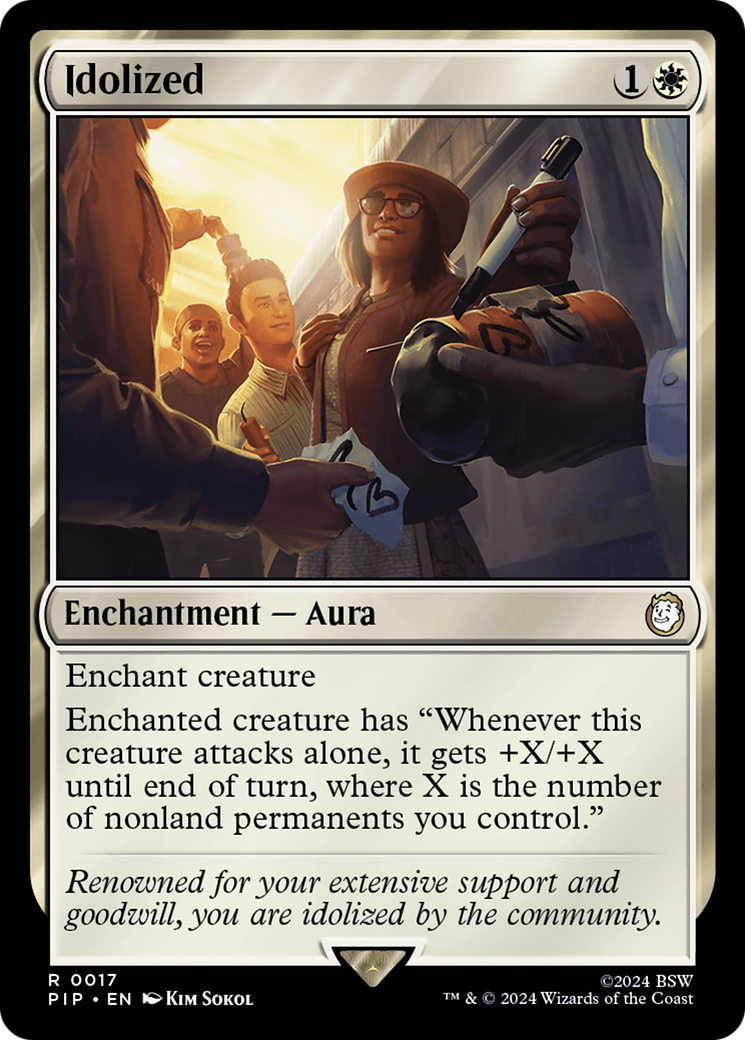 Idolized 1
Enchantment — Aura
Enchant creature
Enchanted creature has “Whenever this
creature attacks alone, it gets +X/+X
until end of turn, where X is the number
of nonland permanents you control.”
Renowned for your extensive support and
goodwill, you are idolized by the community.
R 0017
PIP • EN Kim Sokol
©2024 BSW
™ & © 2024 Wizards of the Coast